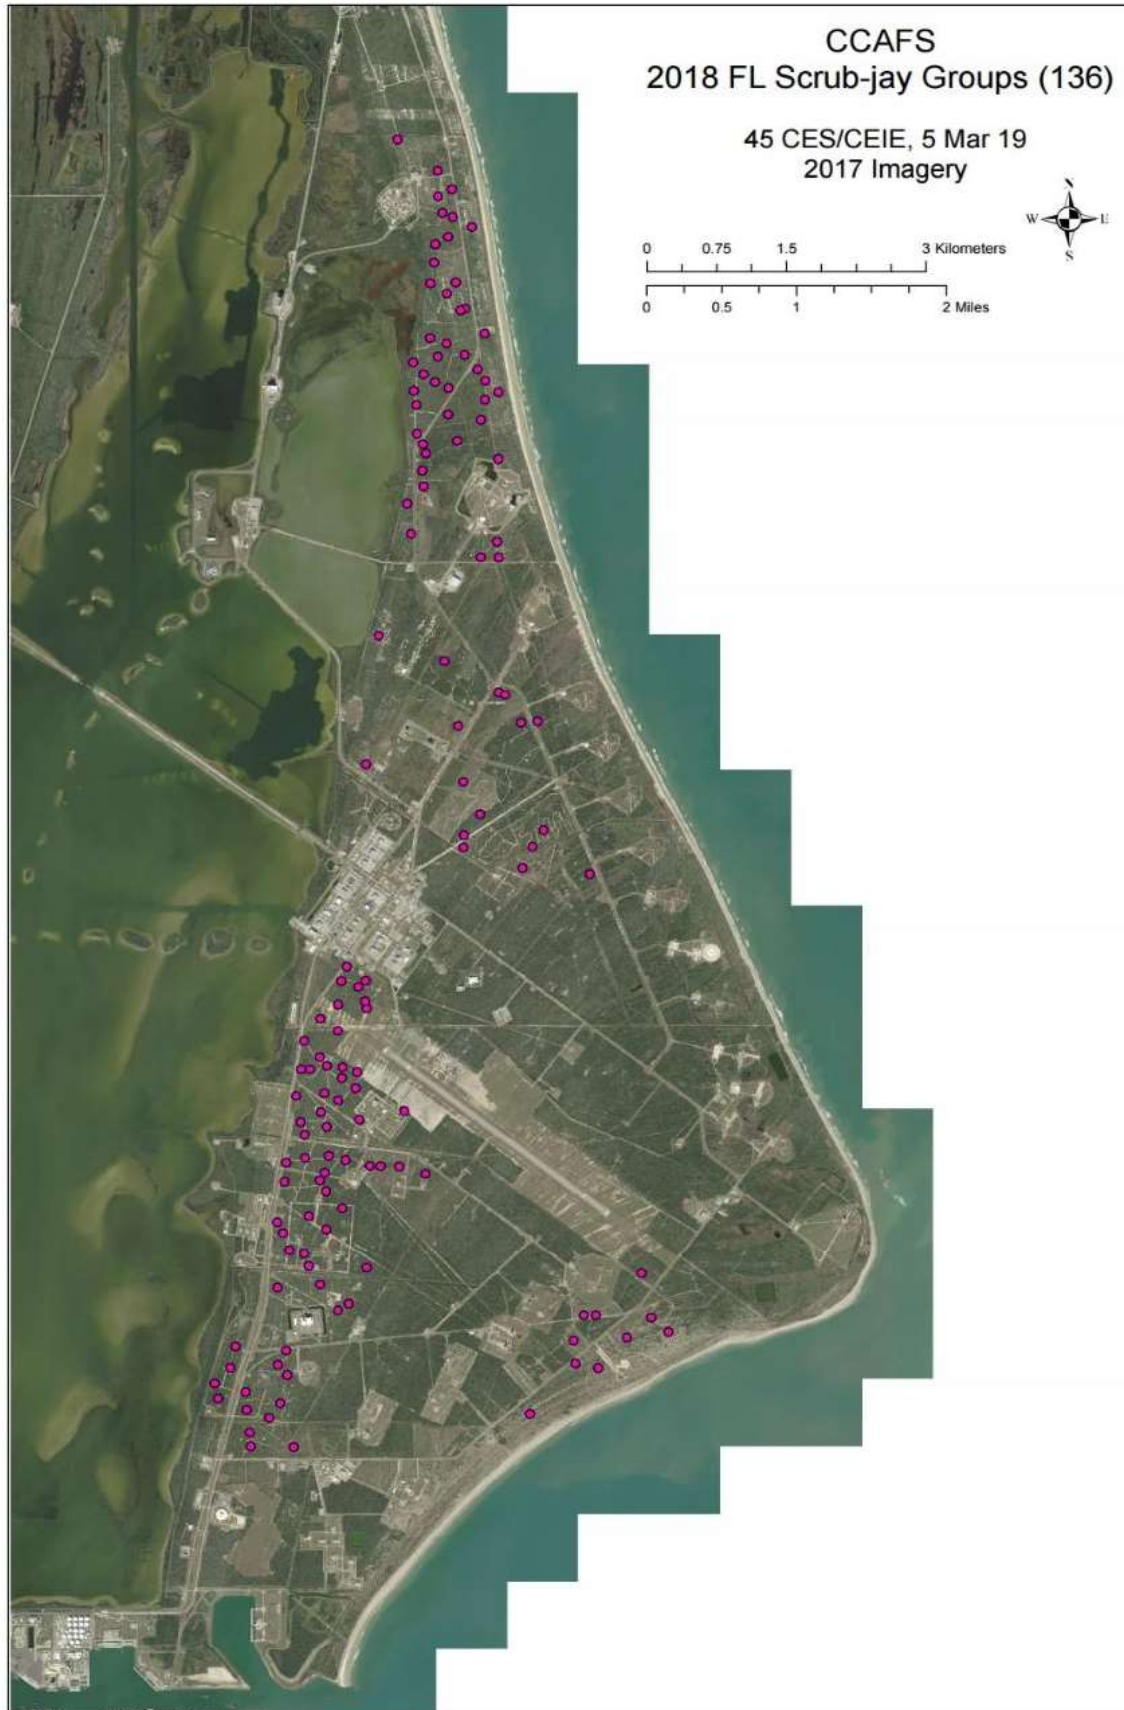 CCAFS
2018 FL Scrub-jay Groups (136)
45 CES/CEIE, 5 Mar 19
2017 Imagery
N
W E
S
0 0.75 1.5 3 Kilometers
0 0.5 1 2 Miles